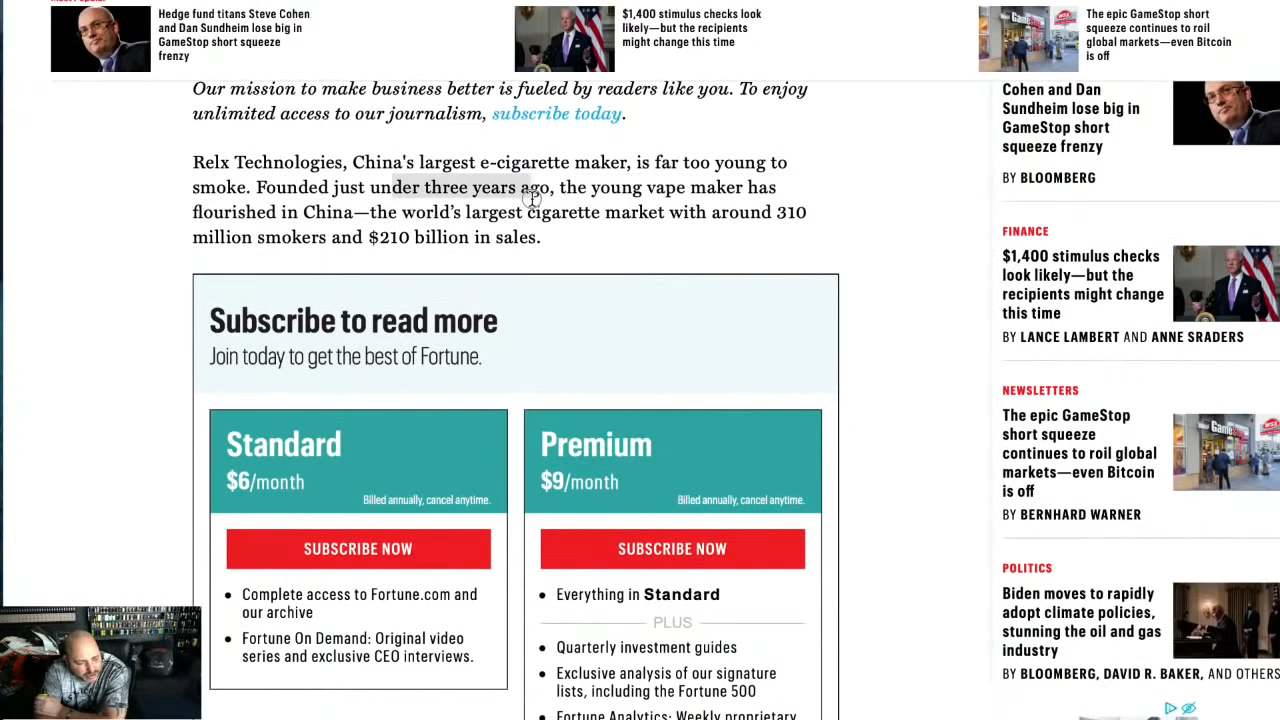 Hedge fund titans Steve Cohen
and Dan Sundheim lose big in
GameStop short squeeze
frenzy
$1,400 stimulus checks look
likely—but the recipients
might change this time
The epic GameStop short
squeeze continues to roil
global markets—even Bitcoin
is off
Our mission to make business better is fueled by readers like you. To enjoy
unlimited access to our journalism, subscribe today.
Relx Technologies, China's largest e-cigarette maker, is far too young to
smoke. Founded just under three years ago, the young vape maker has
flourished in China—the world's largest cigarette market with around 310
million smokers and $210 billion in sales.
Subscribe to read more
Join today to get the best of Fortune.
Standard
$6/month
Billed annually, cancel anytime.
SUBSCRIBE NOW
Complete access to Fortune.com and
our archive
Fortune On Demand: Original video
series and exclusive CEO interviews.
Premium
$9/month
Billed annually, cancel anytime.
SUBSCRIBE NOW
Everything in Standard
PLUS
Quarterly investment guides
Exclusive analysis of our signature
lists, including the Fortune 500
Fortune Analytics: Weekly proprietary
Cohen and Dan
Sundheim lose big in
GameStop short
squeeze frenzy
BY BLOOMBERG
FINANCE
$1,400 stimulus checks
look likely—but the
recipients might change
this time
BY LANCE LAMBERT AND ANNE SRADERS
NEWSLETTERS
The epic GameStop
short squeeze
continues to roil global
markets—even Bitcoin
is off
BY BERNHARD WARNER
POLITICS
Biden moves to rapidly
adopt climate policies,
stunning the oil and gas
industry
BY BLOOMBERG, DAVID R. BAKER, AND OTHERS